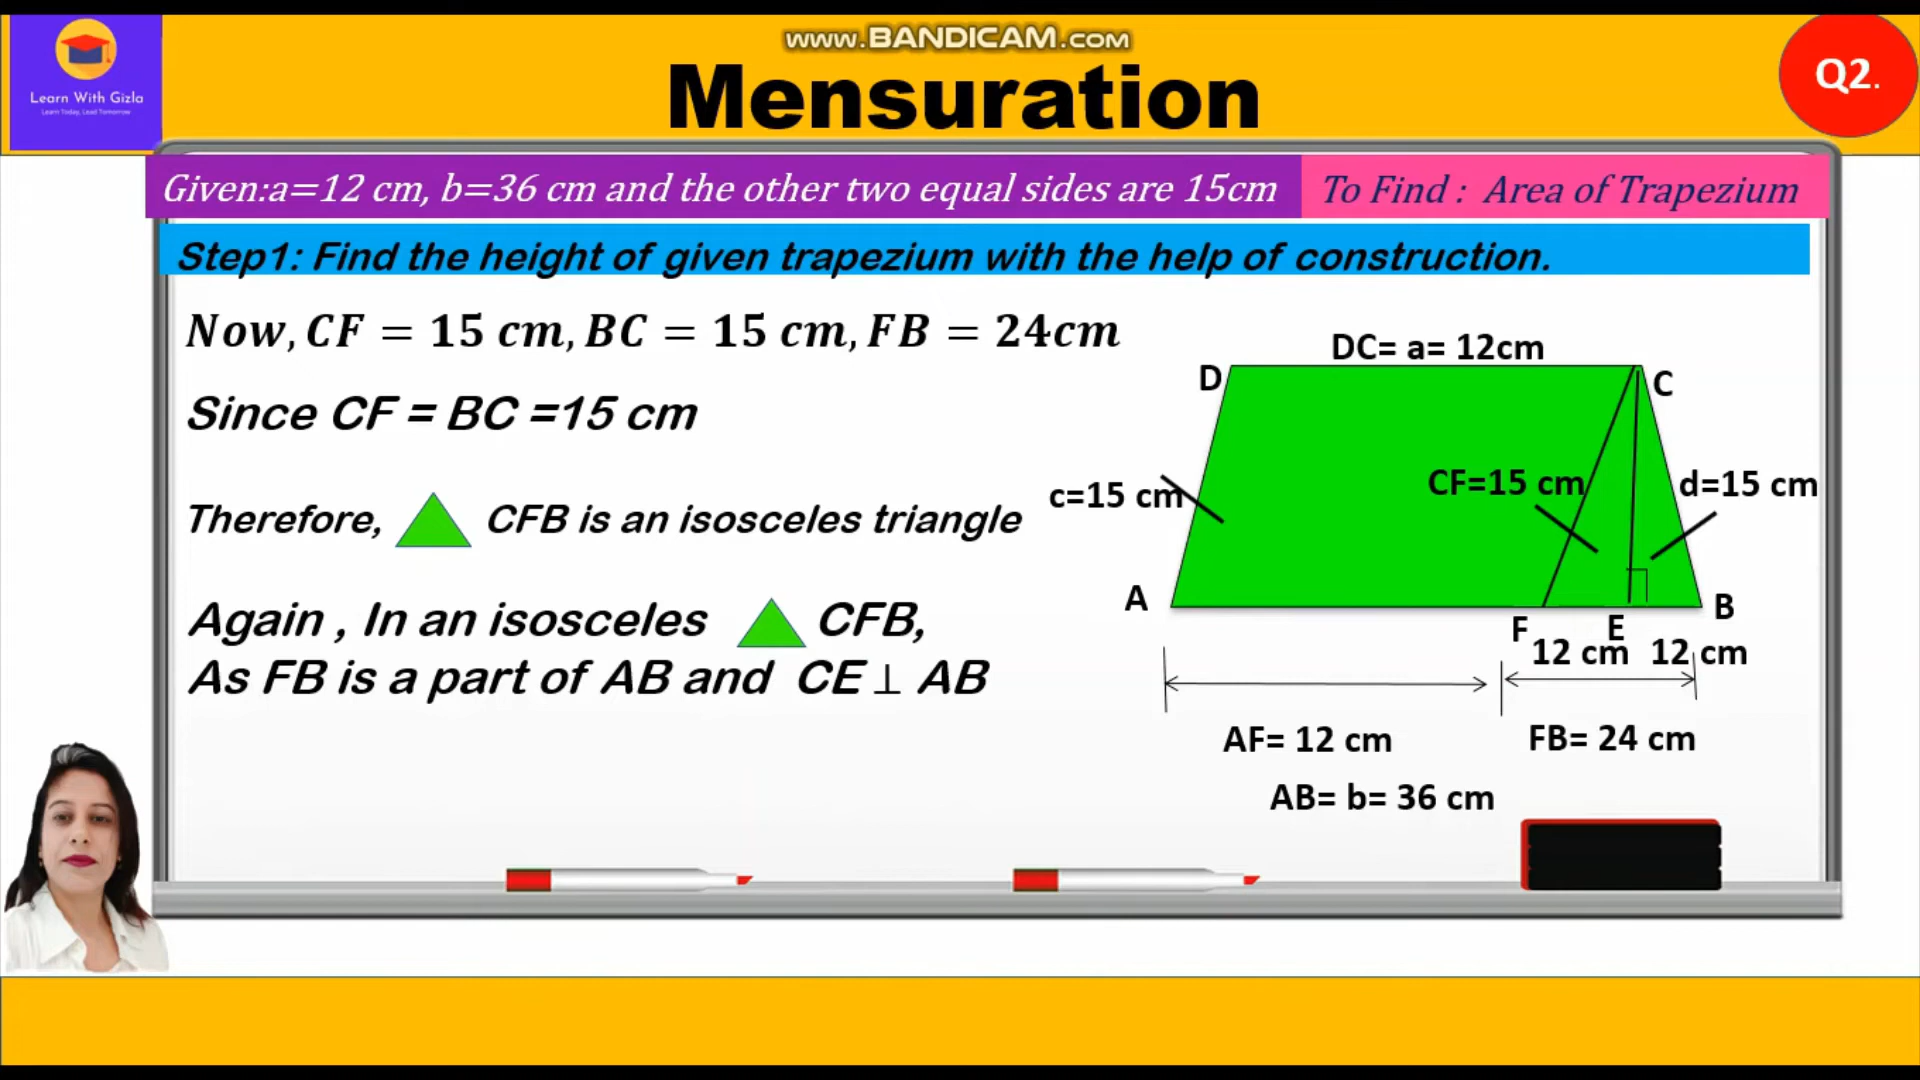 www.BANDICAM.com
Learn With Gizla
Learn Today, Lead Tomorrow
Mensuration
Q2.
Given:a=12 cm, b=36 cm and the other two equal sides are 15cm
To Find : Area of Trapezium
Step1: Find the height of given trapezium with the help of construction.
Now, CF = 15 cm, BC = 15 cm, FB = 24cm
Since CF = BC =15 cm
Therefore, CFB is an isosceles triangle
Again , In an isosceles CFB,
As FB is a part of AB and CE ⊥ AB
DC= a= 12cm
D
C
c=15 cm
CF=15 cm
d=15 cm
A
B
F
E
12 cm 12 cm
AF= 12 cm
FB= 24 cm
AB= b= 36 cm